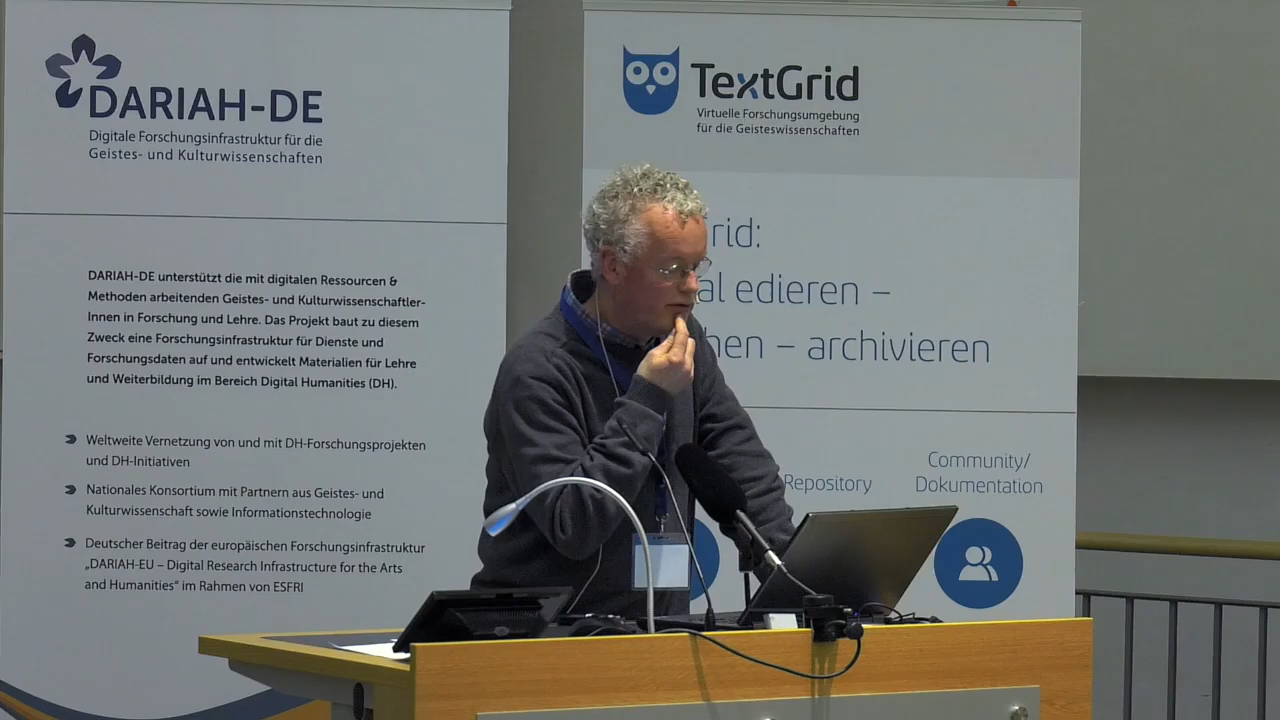 DARIAH-DE
Digitale Forschungsinfrastruktur für die
Geistes- und Kulturwissenschaften
DARIAH-DE unterstützt die mit digitalen Ressourcen &
Methoden arbeitenden Geistes- und Kulturwissenschaftler-
Innen in Forschung und Lehre. Das Projekt baut zu diesem
Zweck eine Forschungsinfrastruktur für Dienste und
Forschungsdaten auf und entwickelt Materialien für Lehre
und Weiterbildung im Bereich Digital Humanities (DH).
Weltweite Vernetzung von und mit DH-Forschungsprojekten
und DH-Initiativen
Nationales Konsortium mit Partnern aus Geistes- und
Kulturwissenschaft sowie Informationstechnologie
Deutscher Beitrag der europäischen Forschungsinfrastruktur
„DARIAH-EU – Digital Research Infrastructure for the Arts
and Humanities“ im Rahmen von ESFRI
TextGrid
Virtuelle Forschungsumgebung
für die Geisteswissenschaften
rid:
al edieren –
hen – archivieren
Repository
Community/
Dokumentation